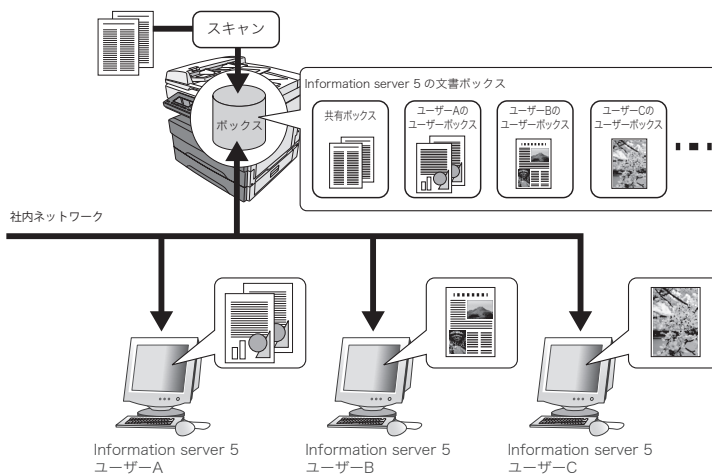 スキャン
Information server 5 の文書ボックス
ボックス
共有ボックス
ユーザーAの
ユーザーボックス
ユーザーBの
ユーザーボックス
ユーザーCの
ユーザーボックス
社内ネットワーク
Information server 5
ユーザーA
Information server 5
ユーザーB
Information server 5
ユーザーC